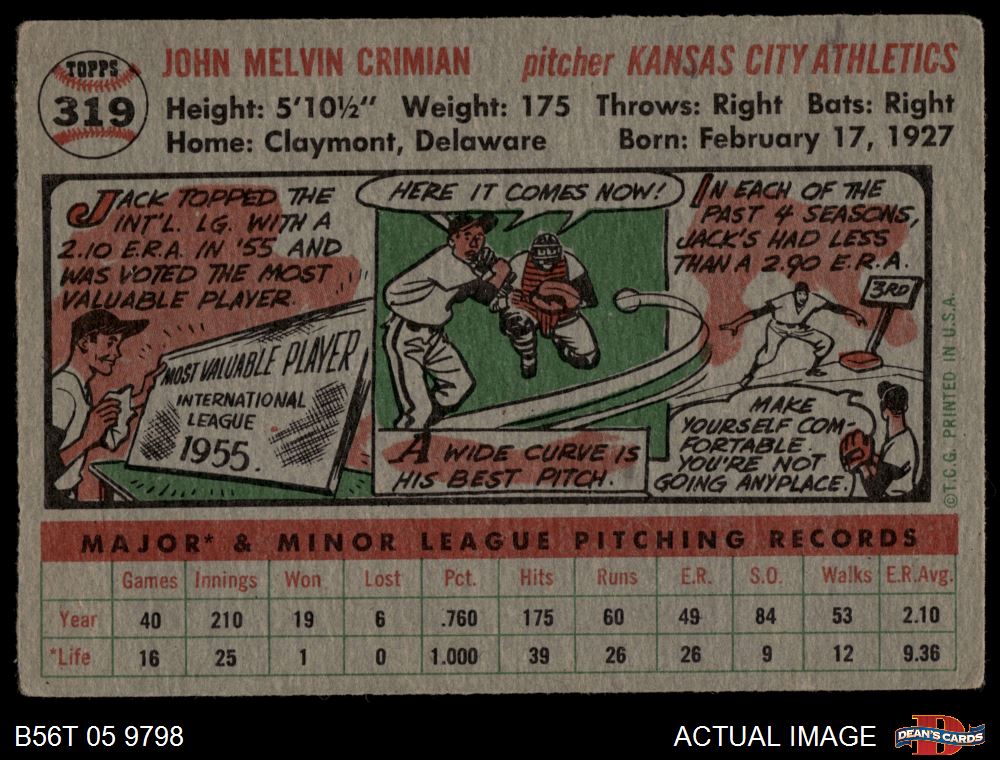 TOPPS
319
JOHN MELVIN CRIMIAN pitcher KANSAS CITY ATHLETICS
Height: 5'10½" Weight: 175 Throws: Right Bats: Right
Home: Claymont, Delaware Born: February 17, 1927
JACK TOPPED THE
INT'L. LG. WITH A
2.10 E.R.A. IN '55 AND
WAS VOTED THE MOST
VALUABLE PLAYER.
MOST VALUABLE PLAYER
INTERNATIONAL
LEAGUE
1955.
HERE IT COMES NOW!
A WIDE CURVE IS
HIS BEST PITCH.
IN EACH OF THE
PAST 4 SEASONS,
JACK'S HAD LESS
THAN A 2.90 E.R.A.
3RD
MAKE
YOURSELF COM-
FORTABLE.
YOU'RE NOT
GOING ANYPLACE.
©T.C.G. PRINTED IN U.S.A.
MAJOR* & MINOR LEAGUE PITCHING RECORDS
Games Innings Won Lost Pct. Hits Runs E.R. S.O. Walks E.R.Avg.
Year 40 210 19 6 .760 175 60 49 84 53 2.10
*Life 16 25 1 0 1.000 39 26 26 9 12 9.36
B56T 05 9798 ACTUAL IMAGE
DEAN'S CARDS